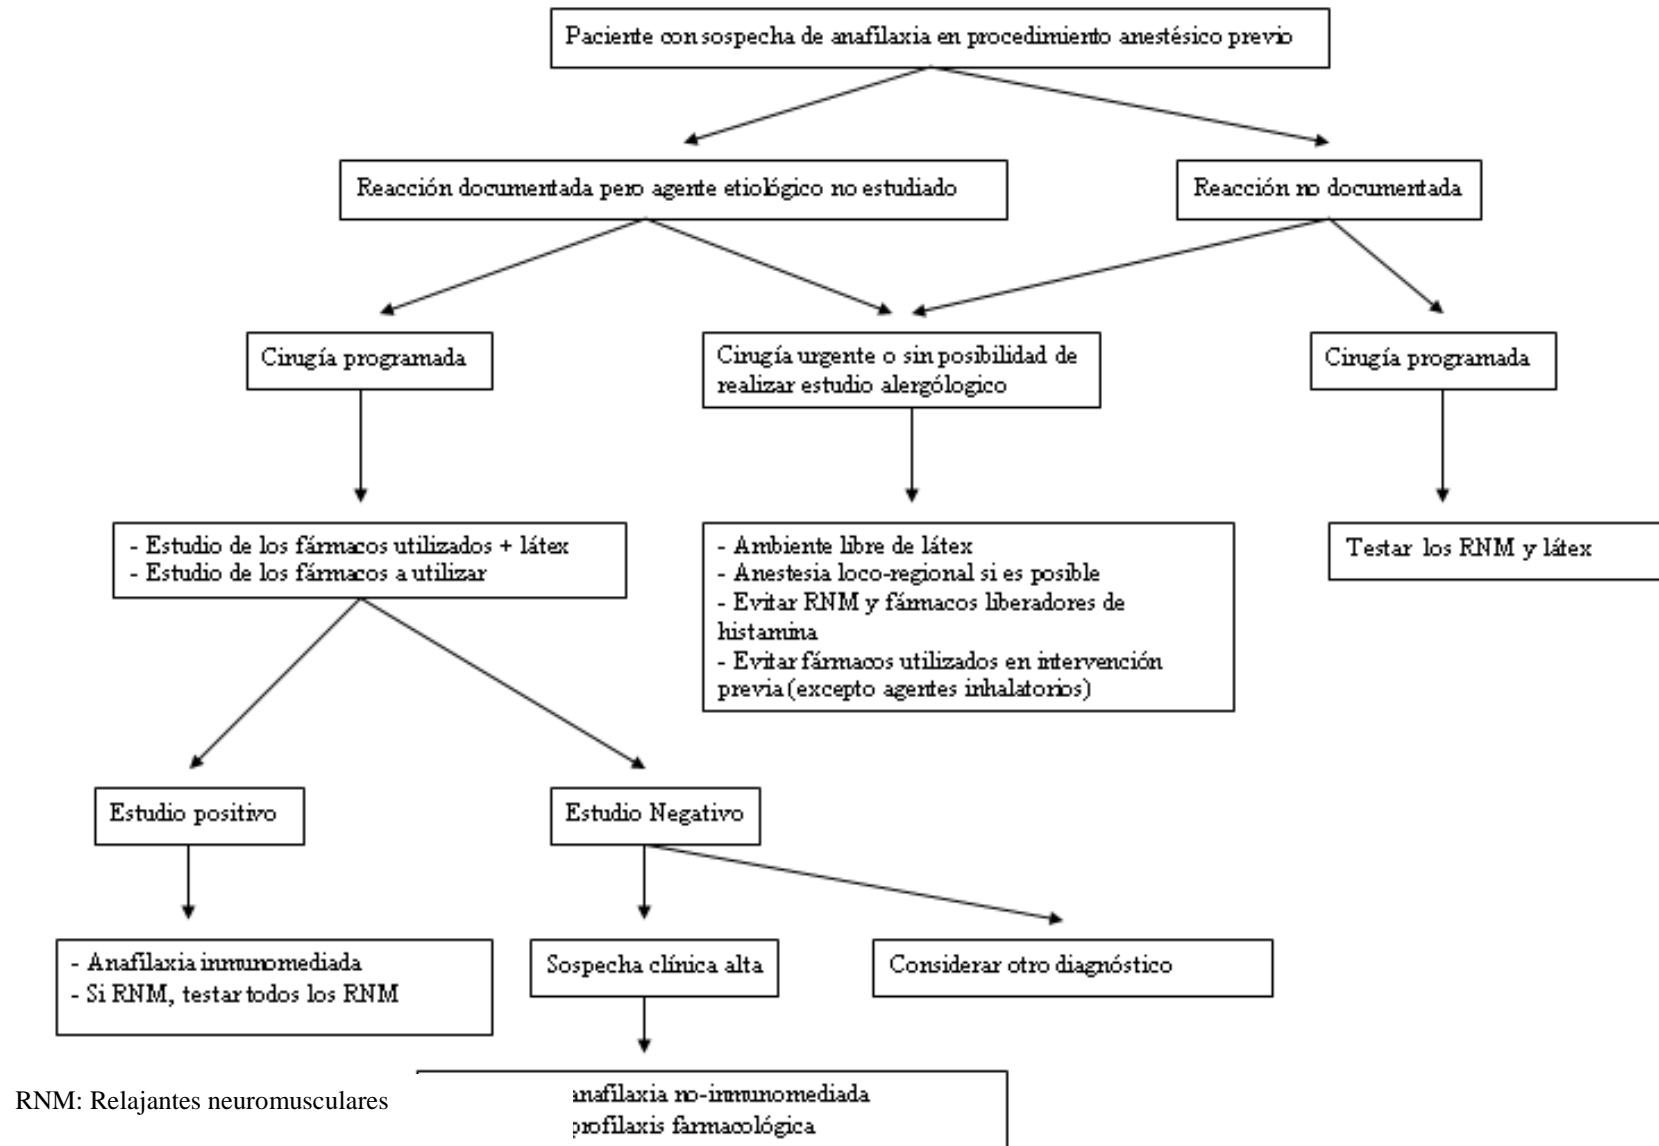 Paciente con sospecha de anafilaxia en procedimiento anestésico previo
Reacción documentada pero agente etiológico no estudiado
Reacción no documentada
Cirugía programada
Cirugía urgente o sin posibilidad de
realizar estudio alergólogico
Cirugía programada
- Estudio de los fármacos utilizados + látex
- Estudio de los fármacos a utilizar
- Ambiente libre de látex
- Anestesia loco-regional si es posible
- Evitar RNM y fármacos liberadores de
histamina
- Evitar fármacos utilizados en intervención
previa (excepto agentes inhalatorios)
Testar los RNM y látex
Estudio positivo
Estudio Negativo
- Anafilaxia inmunomediada
- Si RNM, testar todos los RNM
Sospecha clínica alta
Considerar otro diagnóstico
anafilaxia no-inmunomediada
profilaxis farmacológica
RNM: Relajantes neuromusculares